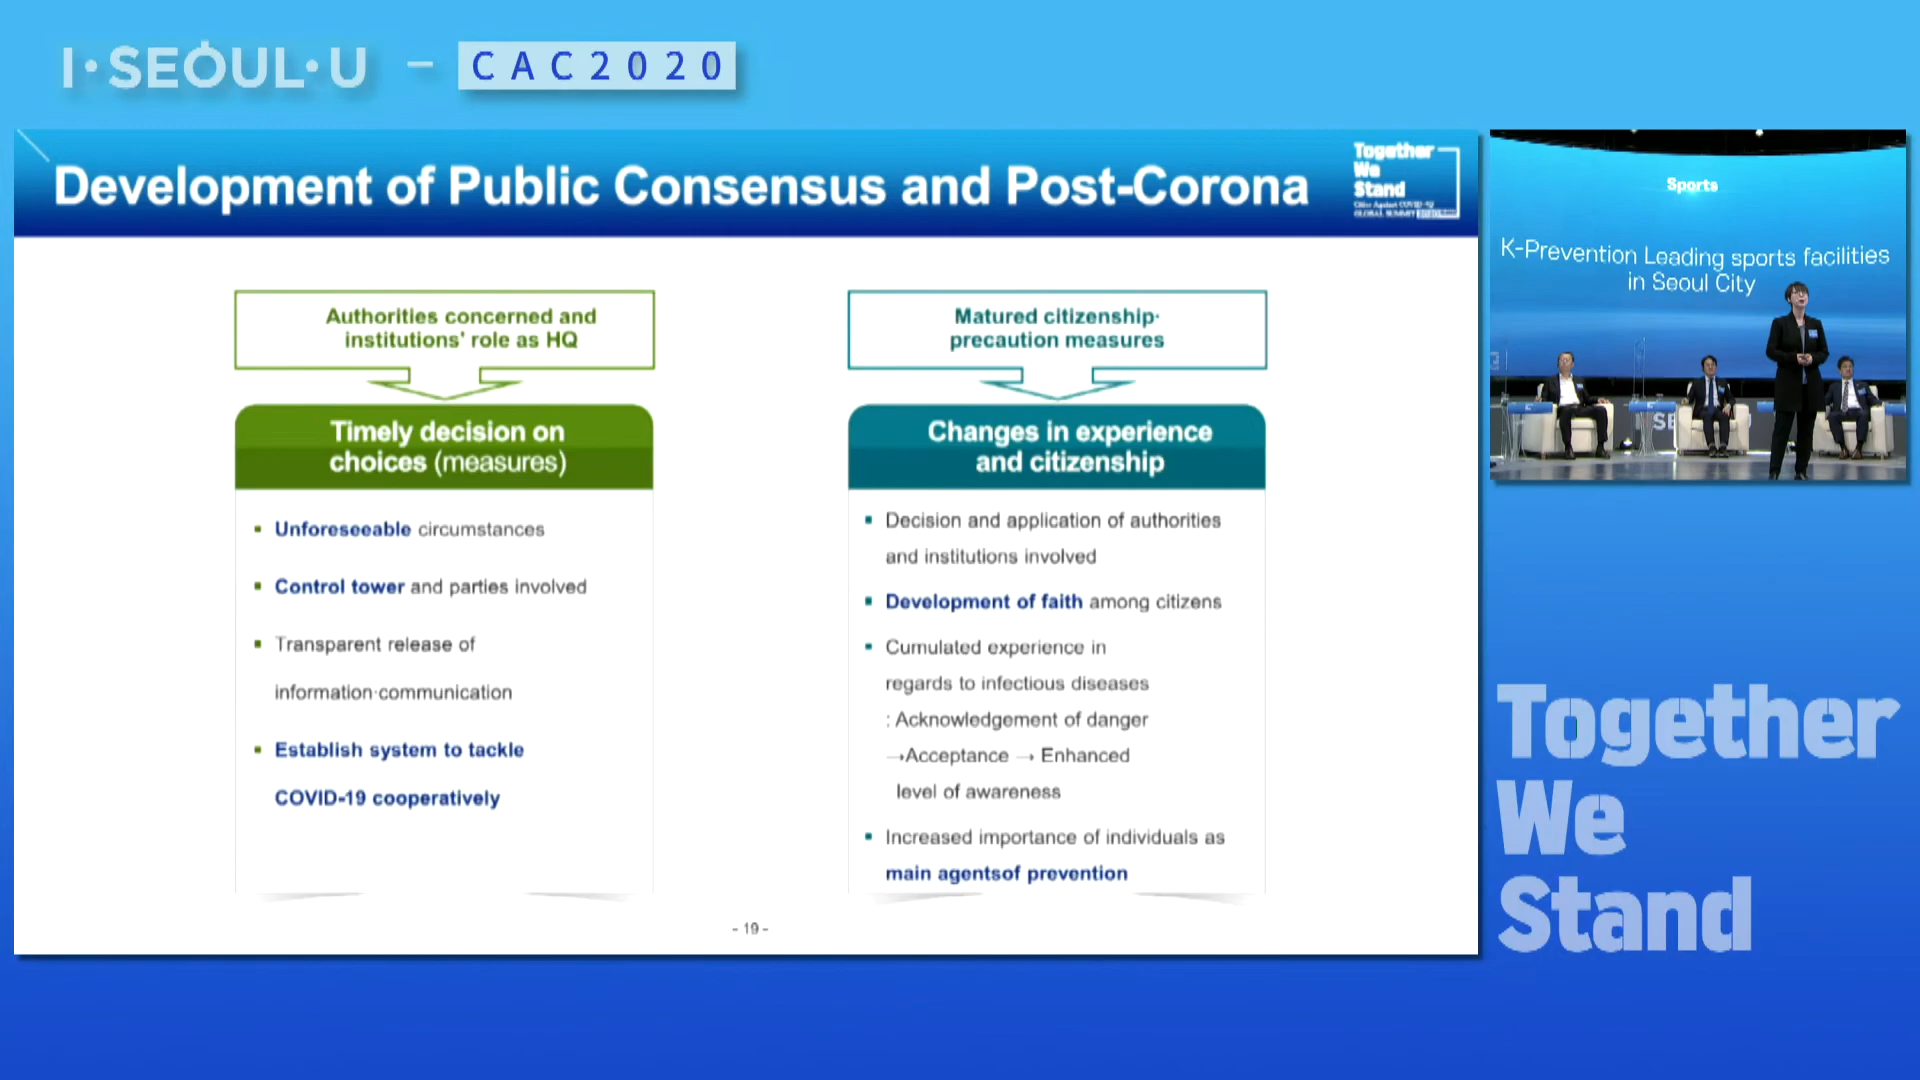 I·SEOUL·U – CAC2020
Development of Public Consensus and Post-Corona
Together
We
Stand
Authorities concerned and
institutions' role as HQ
Timely decision on
choices (measures)
▪ Unforeseeable circumstances
▪ Control tower and parties involved
▪ Transparent release of
information·communication
▪ Establish system to tackle
COVID-19 cooperatively
Matured citizenship·
precaution measures
Changes in experience
and citizenship
▪ Decision and application of authorities
and institutions involved
▪ Development of faith among citizens
▪ Cumulated experience in
regards to infectious diseases
: Acknowledgement of danger
→Acceptance → Enhanced
level of awareness
▪ Increased importance of individuals as
main agentsof prevention
- 19 -
Sports
K-Prevention Leading sports facilities
in Seoul City
Together
We
Stand